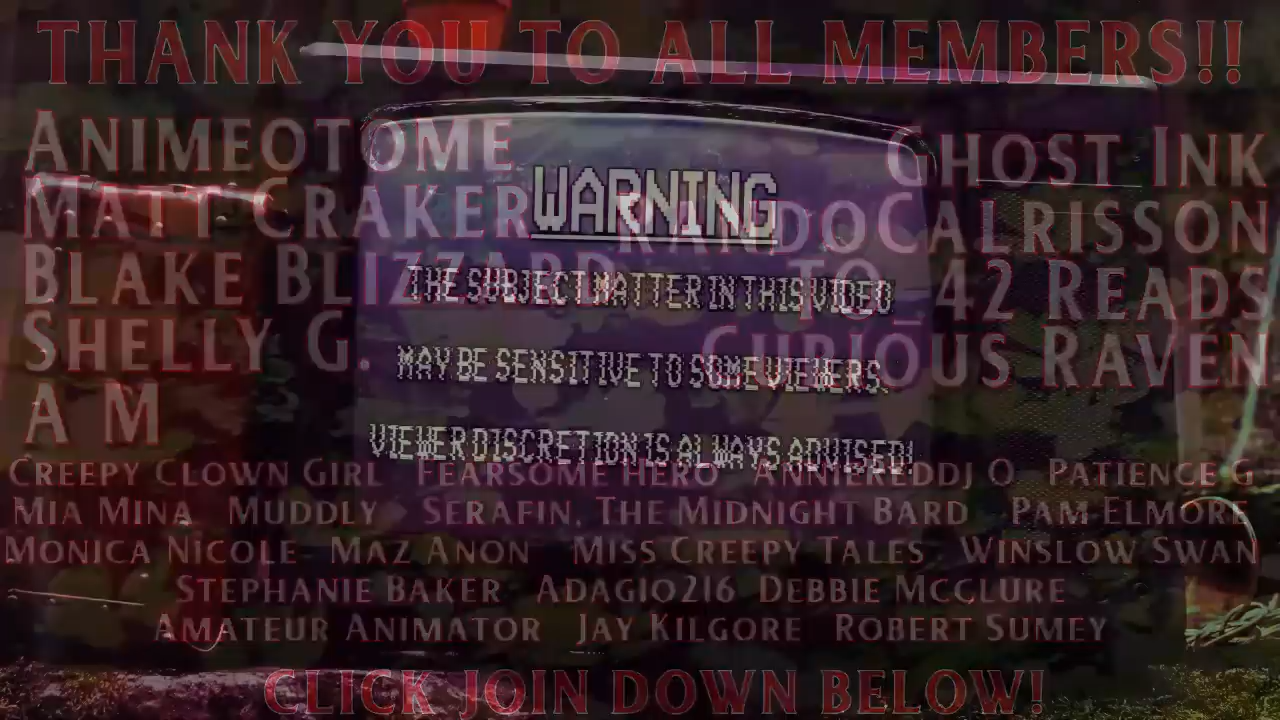 THANK YOU TO ALL MEMBERS!!
ANIMEOTOME
GHOST INK
MATT CRAKER
RANDOCALRISSON
BLAKE BLIZZARD
TO 42 READS
SHELLY G.
CURIOUS RAVEN
A M
WARNING
THE SUBJECT MATTER IN THIS VIDEO
MAY BE SENSITIVE TO SOME VIEWERS.
VIEWER DISCRETION IS ALWAYS ADVISED!
CREEPY CLOWN GIRL FEARSOME HERO ANNIEREDDJ O PATIENCE G
MIA MINA MUDDLY SERAFIN, THE MIDNIGHT BARD PAM ELMORE
MONICA NICOLE MAZ ANON MISS CREEPY TALES WINSLOW SWAN
STEPHANIE BAKER ADAGIO216 DEBBIE MCCLURE
AMATEUR ANIMATOR JAY KILGORE ROBERT SUMEY
CLICK JOIN DOWN BELOW!